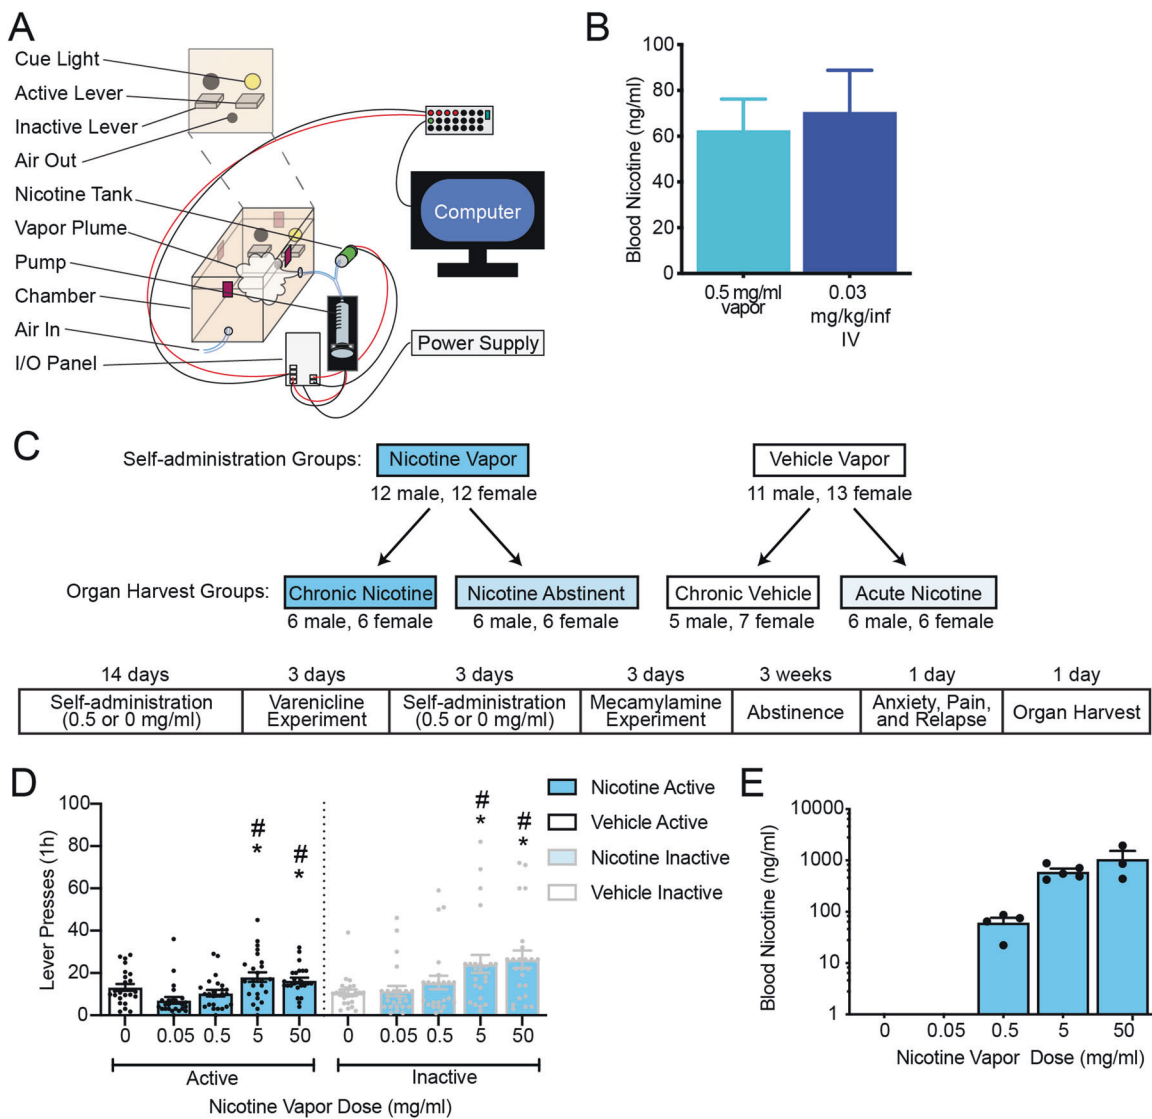 A
Cue Light
Active Lever
Inactive Lever
Air Out
Nicotine Tank
Vapor Plume
Pump
Chamber
Air In
I/O Panel
Computer
Power Supply
B
Blood Nicotine (ng/ml)
100
80
60
40
20
0
0.5 mg/ml
vapor
0.03
mg/kg/inf
IV
C
Self-administration Groups:
Nicotine Vapor
Vehicle Vapor
12 male, 12 female
11 male, 13 female
Organ Harvest Groups:
Chronic Nicotine
Nicotine Abstinent
Chronic Vehicle
Acute Nicotine
6 male, 6 female
6 male, 6 female
5 male, 7 female
6 male, 6 female
14 days
3 days
3 days
3 days
3 weeks
1 day
1 day
Self-administration
(0.5 or 0 mg/ml)
Varenicline
Experiment
Self-administration
(0.5 or 0 mg/ml)
Mecamylamine
Experiment
Abstinence
Anxiety, Pain,
and Relapse
Organ Harvest
D
Lever Presses (1h)
100
80
60
40
20
0
#
*
#
*
#
*
#
*
0 0.05 0.5 5 50 0 0.05 0.5 5 50
Active
Inactive
Nicotine Vapor Dose (mg/ml)
Nicotine Active
Vehicle Active
Nicotine Inactive
Vehicle Inactive
E
Blood Nicotine (ng/ml)
10000
1000
100
10
1
0 0.05 0.5 5 50
Nicotine Vapor Dose (mg/ml)